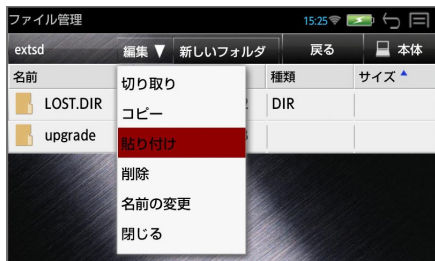 ファイル管理 15:25
extsd 編集 ▼ 新しいフォルダ 戻る 本体
名前 種類 サイズ
切り取り
LOST.DIR 2 DIR
コピー
upgrade 貼り付け
削除
名前の変更
閉じる